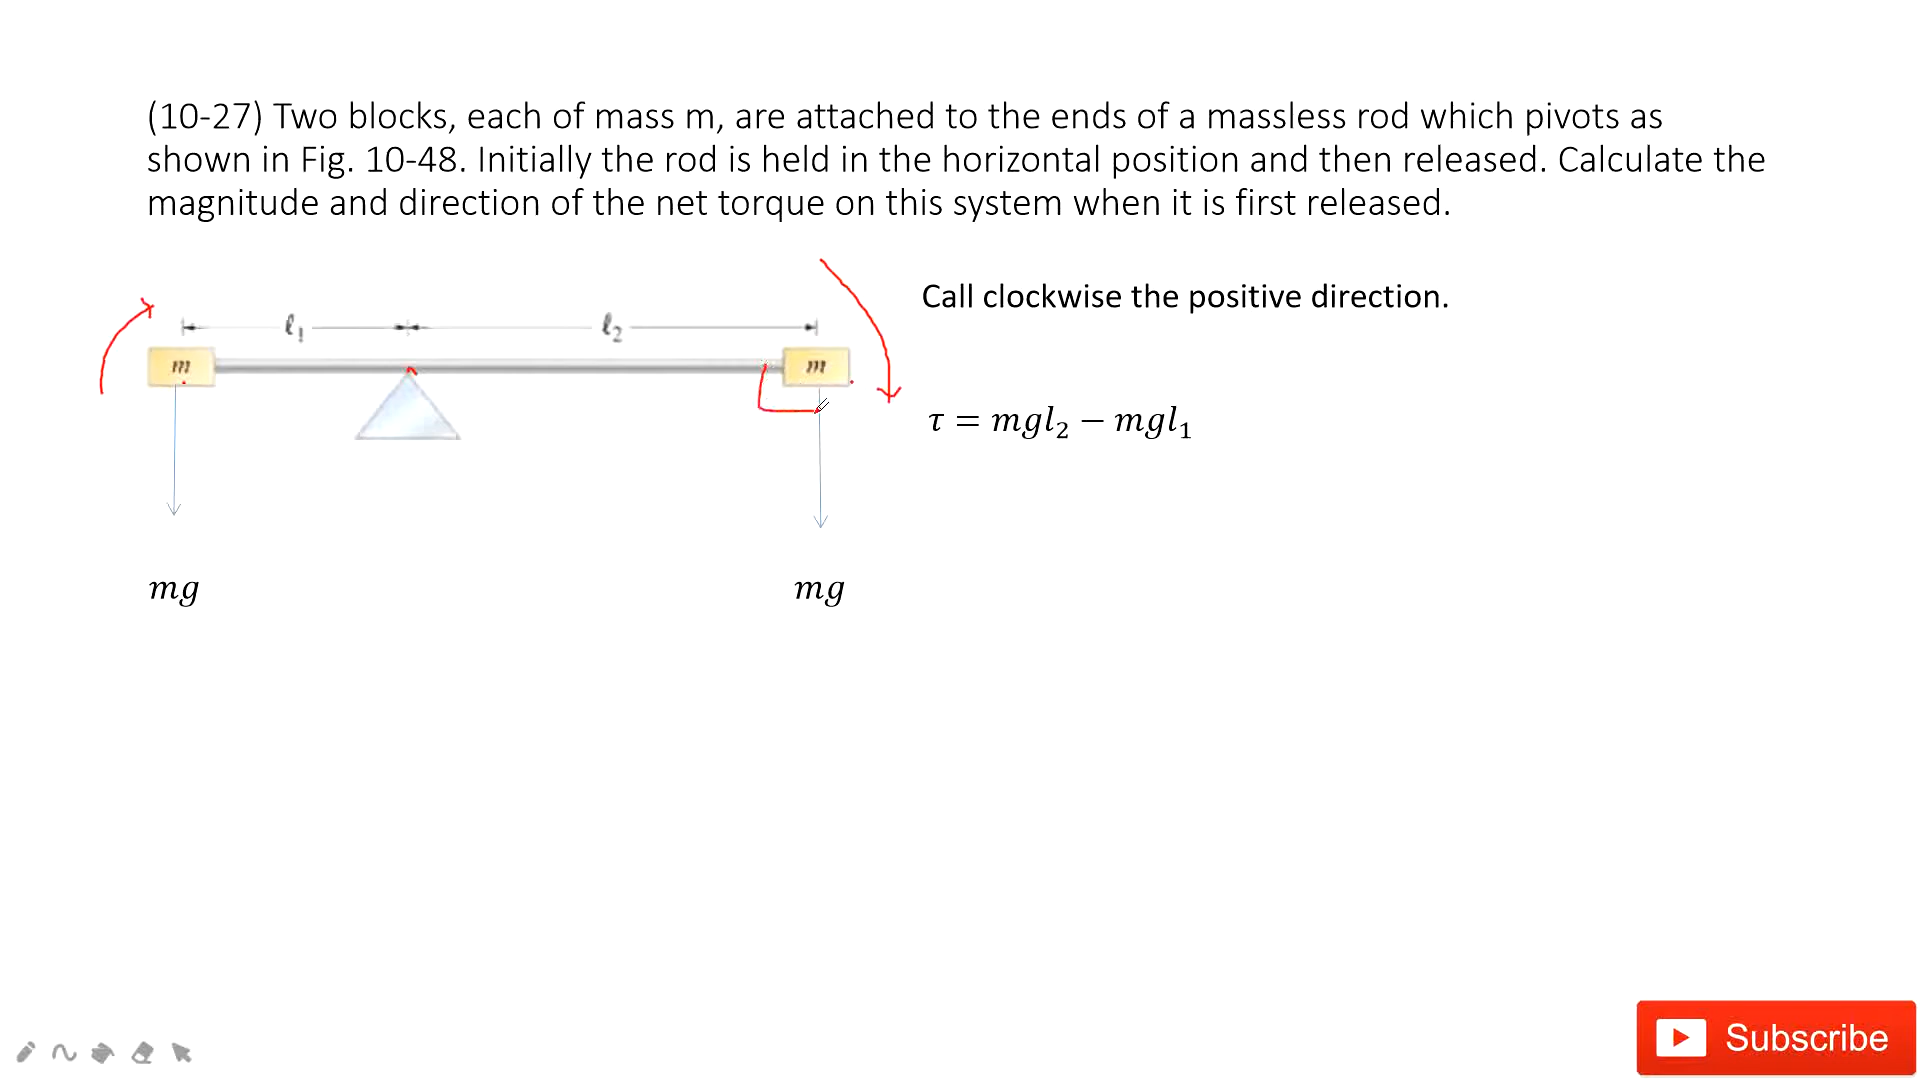 (10-27) Two blocks, each of mass m, are attached to the ends of a massless rod which pivots as
shown in Fig. 10-48. Initially the rod is held in the horizontal position and then released. Calculate the
magnitude and direction of the net torque on this system when it is first released.
Call clockwise the positive direction.
ℓ₁ ℓ₂
m m
τ = mgl₂ − mgl₁
mg mg
Subscribe